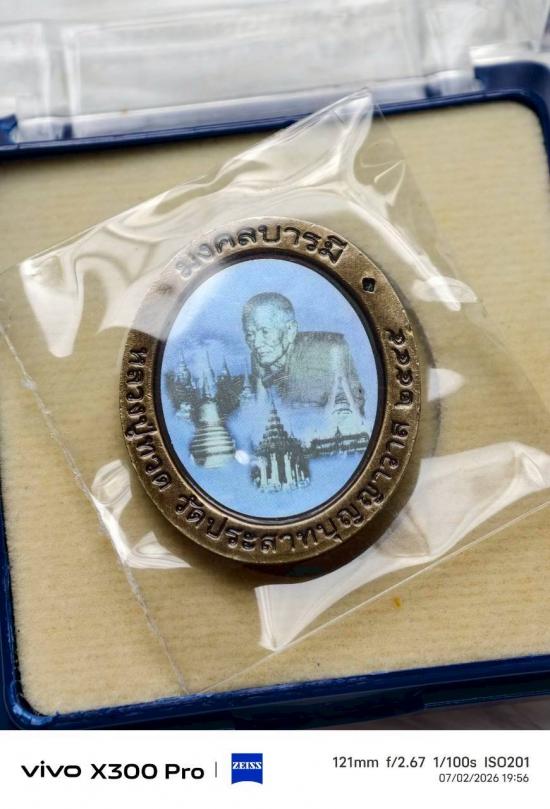 มงคลบารมี
หลวงปู่ทวด วัดประสาทบุญญาวาส ๒๕๔๕
vivo X300 Pro | ZEISS
121mm f/2.67 1/100s ISO201
07/02/2026 19:56